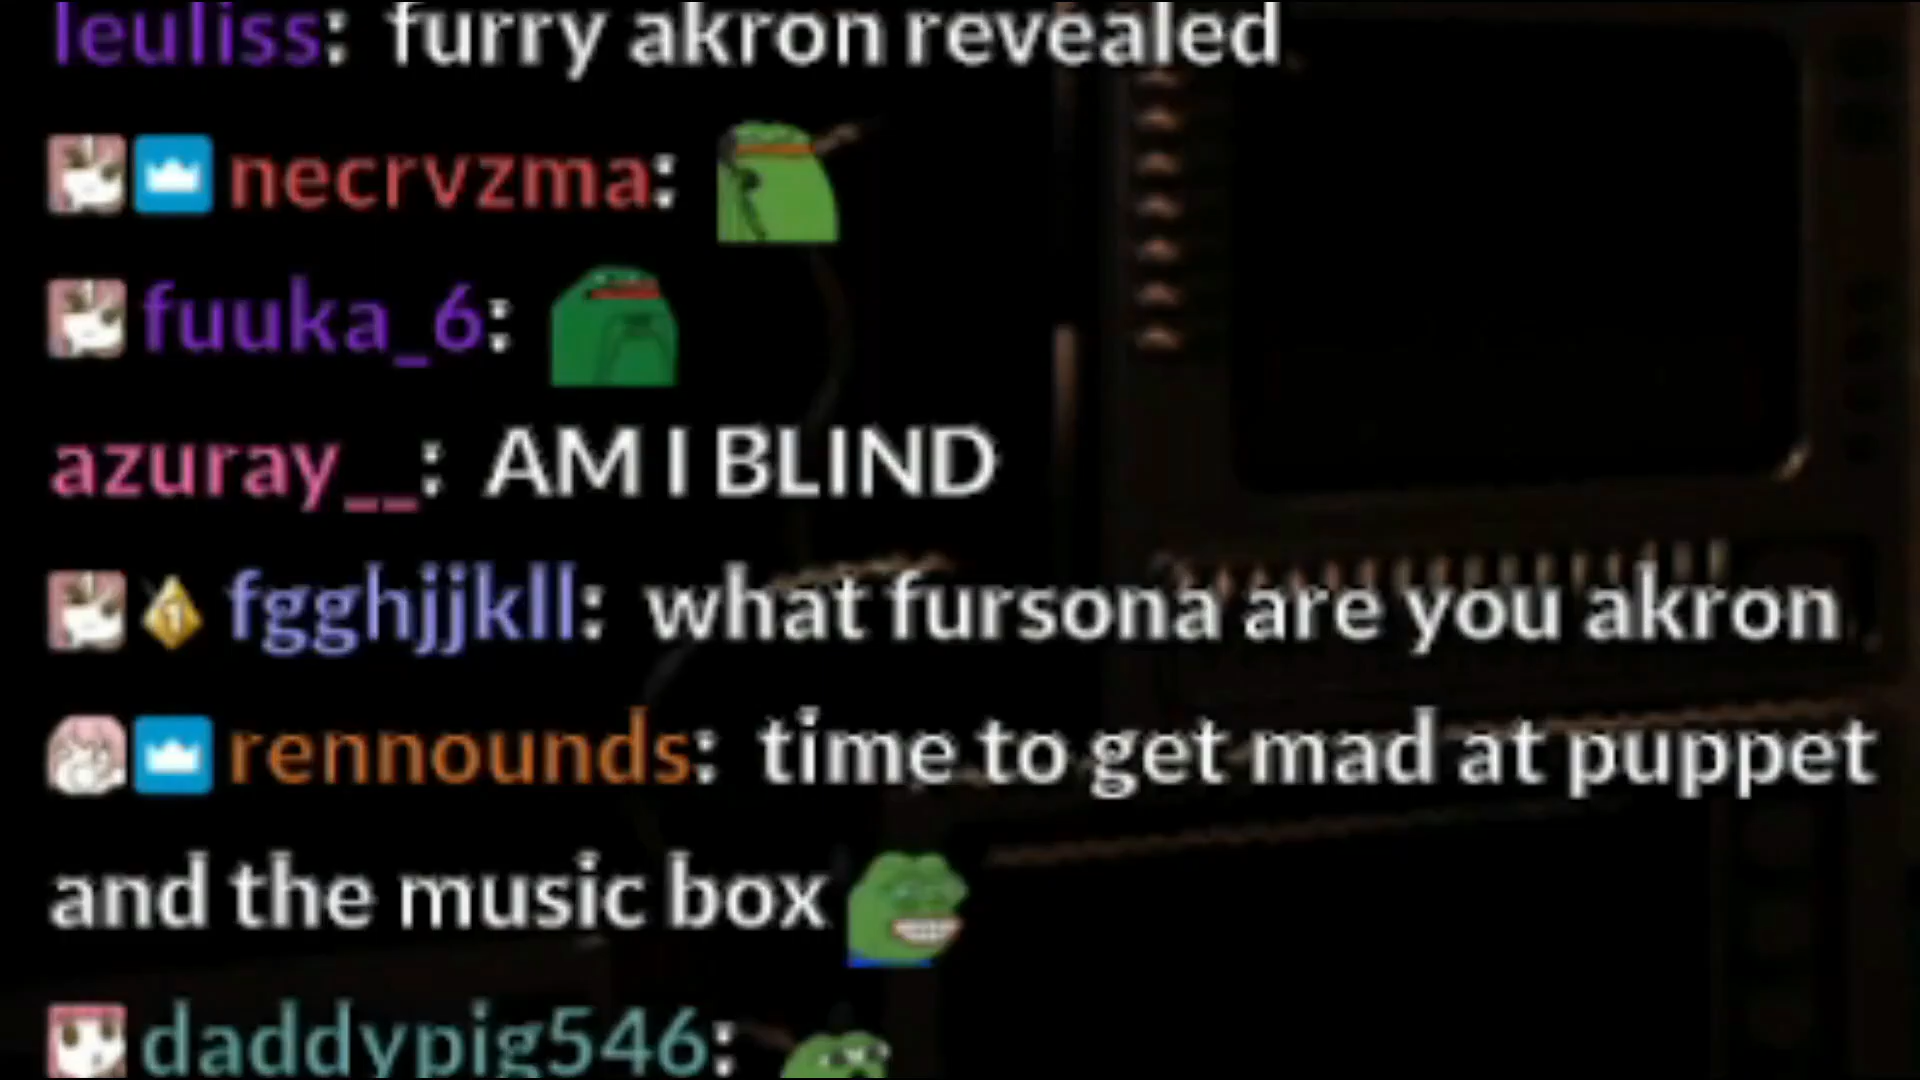 leuliss: furry akron revealed
necrvzma:
fuuka_6:
azuray__: AM I BLIND
fgghjjkll: what fursona are you akron
rennounds: time to get mad at puppet
and the music box
daddypig546: